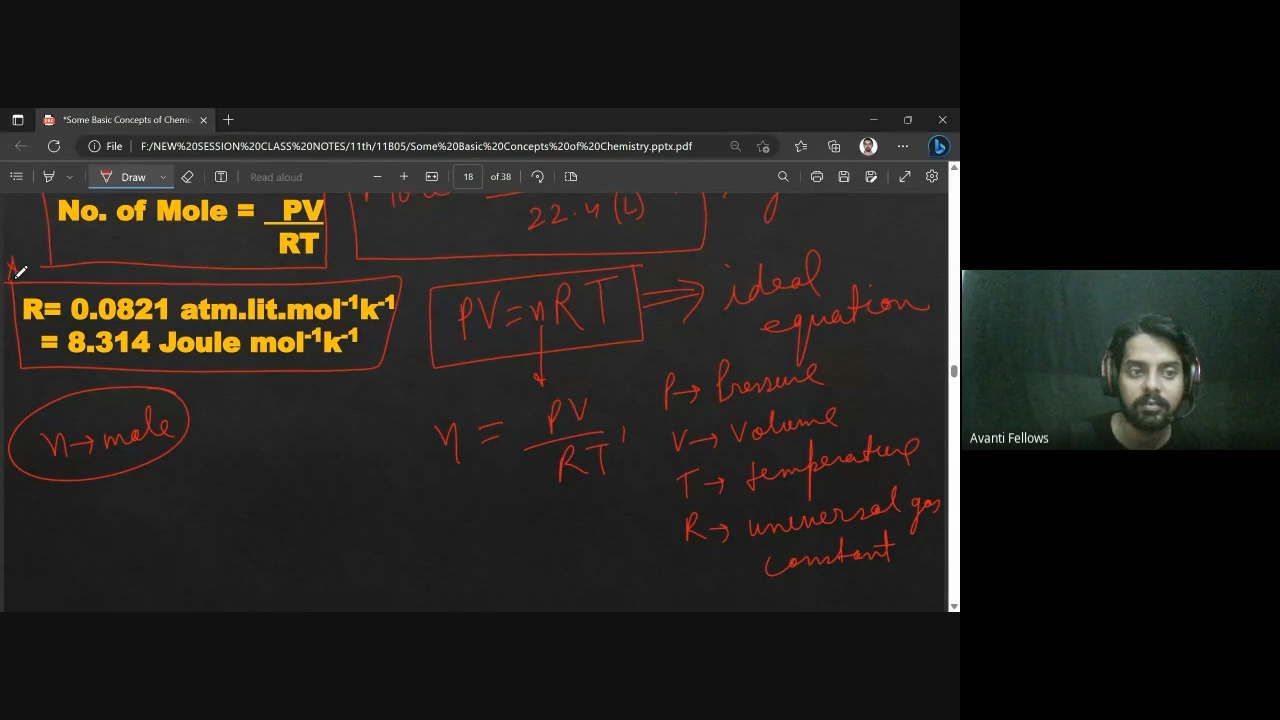 *Some Basic Concepts of Chemis
File
F:/NEW%20SESSION%20CLASS%20NOTES/11th/11B05/Some%20Basic%20Concepts%20of%20Chemistry.pptx.pdf
Draw
Read aloud
18 of 38
No. of Mole = PV
RT
22.4 (L)
R= 0.0821 atm.lit.mol⁻¹k⁻¹
= 8.314 Joule mol⁻¹k⁻¹
PV = nRT ⇒ ideal
equation
n → mole
η = PV
RT
P → Pressure
V → Volume
T → temperature
R → universal gas
constant
Avanti Fellows